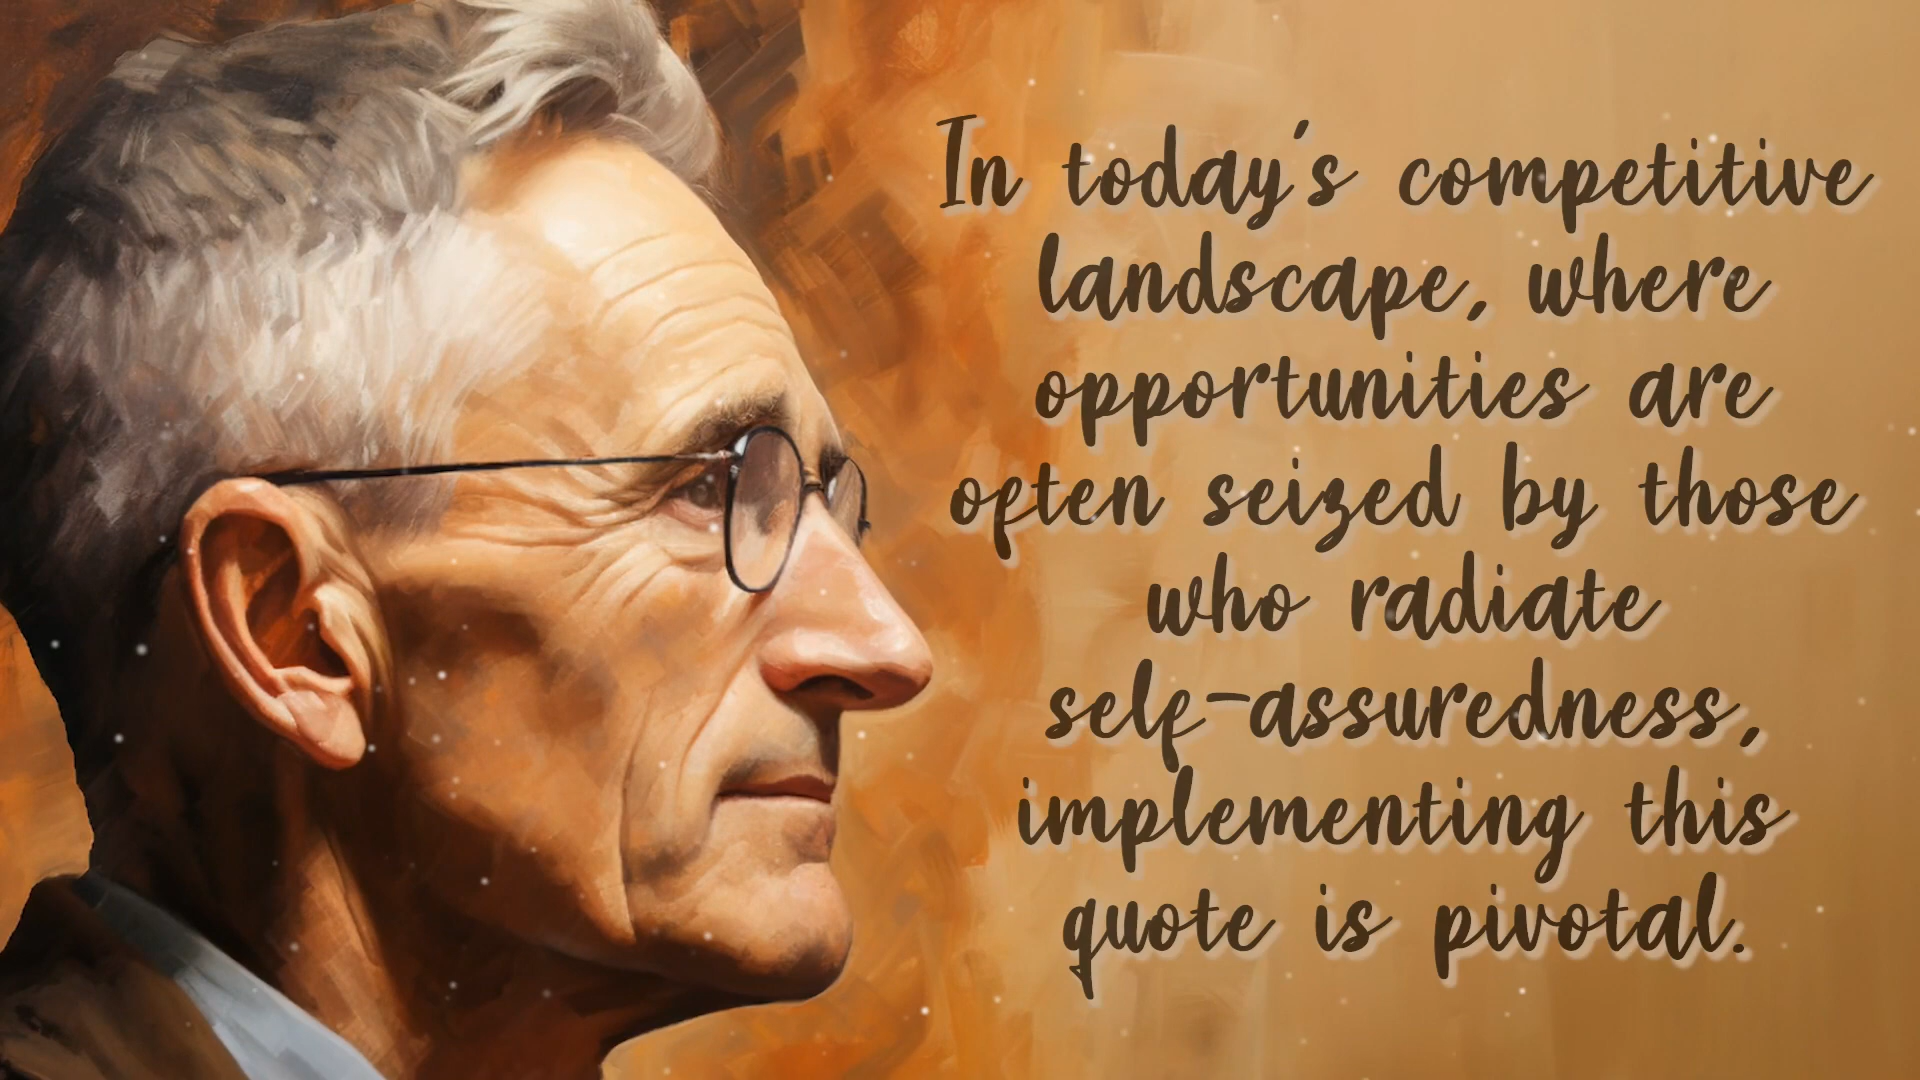 In today's competitive
landscape, where
opportunities are
often seized by those
who radiate
self-assuredness,
implementing this
quote is pivotal.